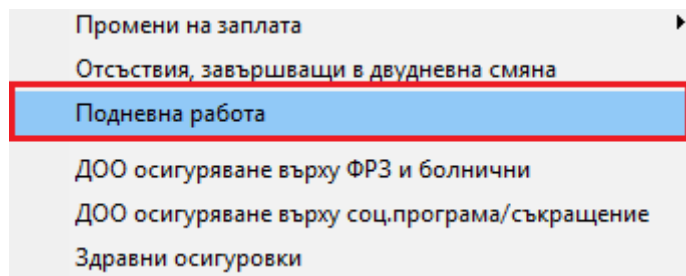 Промени на заплата
Отсъствия, завършващи в двудневна смяна
Подневна работа
ДОО осигуряване върху ФРЗ и болнични
ДОО осигуряване върху соц.програма/съкращение
Здравни осигуровки